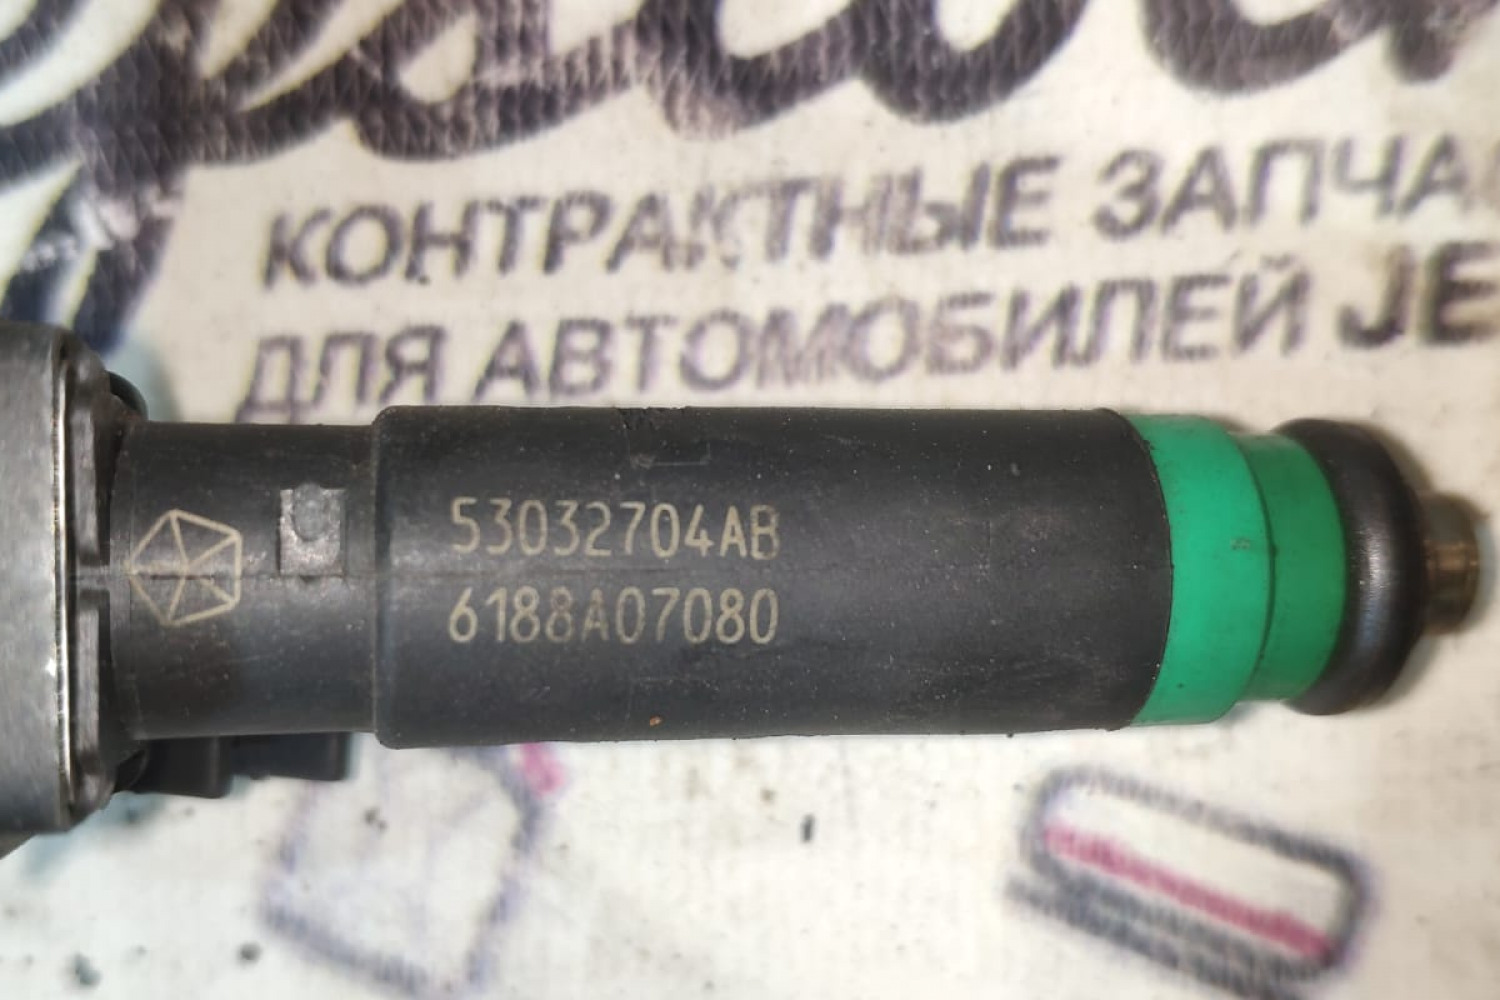 КОНТРАКТНЫЕ ЗАПЧА
ДЛЯ АВТОМОБИЛЕЙ JE
53032704AB
6188A07080